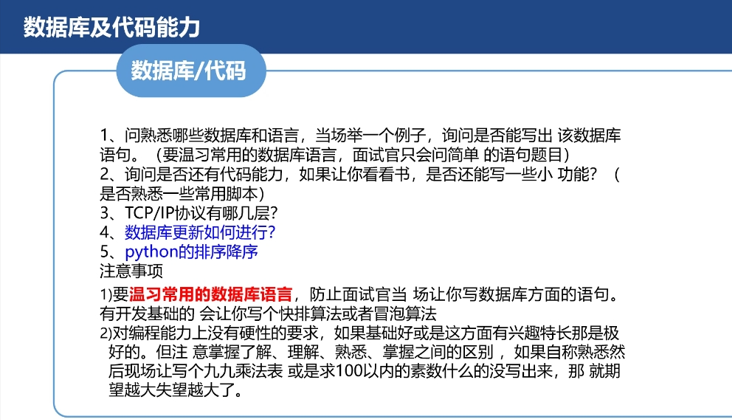 数据库及代码能力
数据库/代码
1、问熟悉哪些数据库和语言，当场举一个例子，询问是否能写出 该数据库
语句。（要温习常用的数据库语言，面试官只会问简单 的语句题目）
2、询问是否还有代码能力，如果让你看看书，是否还能写一些小 功能？（
是否熟悉一些常用脚本）
3、TCP/IP协议有哪几层？
4、数据库更新如何进行？
5、python的排序降序
注意事项
1)要温习常用的数据库语言，防止面试官当 场让你写数据库方面的语句。
有开发基础的 会让你写个快排算法或者冒泡算法
2)对编程能力上没有硬性的要求，如果基础好或是这方面有兴趣特长那是极
好的。但注 意掌握了解、理解、熟悉、掌握之间的区别 ，如果自称熟悉然
后现场让写个九九乘法表 或是求100以内的素数什么的没写出来，那 就期
望越大失望越大了。